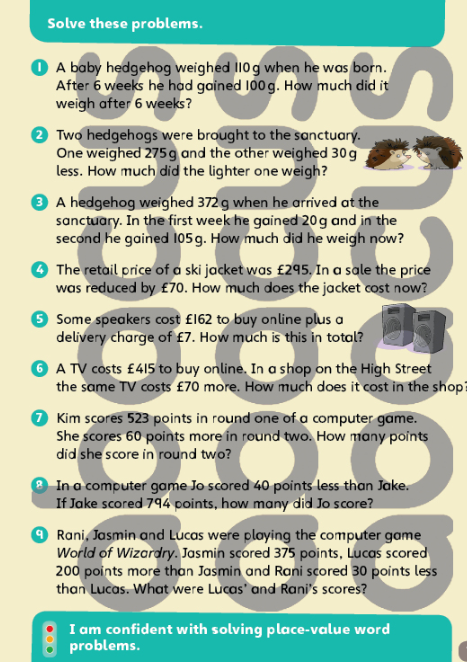 Solve these problems.
1 A baby hedgehog weighed 110 g when he was born.
After 6 weeks he had gained 100 g. How much did it
weigh after 6 weeks?
2 Two hedgehogs were brought to the sanctuary.
One weighed 275 g and the other weighed 30 g
less. How much did the lighter one weigh?
3 A hedgehog weighed 372 g when he arrived at the
sanctuary. In the first week he gained 20 g and in the
second he gained 105 g. How much did he weigh now?
4 The retail price of a ski jacket was £295. In a sale the price
was reduced by £70. How much does the jacket cost now?
5 Some speakers cost £162 to buy online plus a
delivery charge of £7. How much is this in total?
6 A TV costs £415 to buy online. In a shop on the High Street
the same TV costs £70 more. How much does it cost in the shop?
7 Kim scores 523 points in round one of a computer game.
She scores 60 points more in round two. How many points
did she score in round two?
8 In a computer game Jo scored 40 points less than Jake.
If Jake scored 794 points, how many did Jo score?
9 Rani, Jasmin and Lucas were playing the computer game
World of Wizardry. Jasmin scored 375 points, Lucas scored
200 points more than Jasmin and Rani scored 30 points less
than Lucas. What were Lucas' and Rani's scores?
I am confident with solving place-value word
problems.